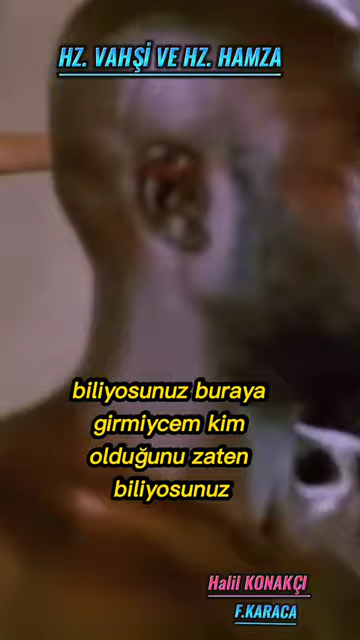 HZ. VAHŞİ VE HZ. HAMZA
biliyosunuz buraya
girmiycem kim
olduğunu zaten
biliyosunuz
Halil KONAKÇI
F.KARACA